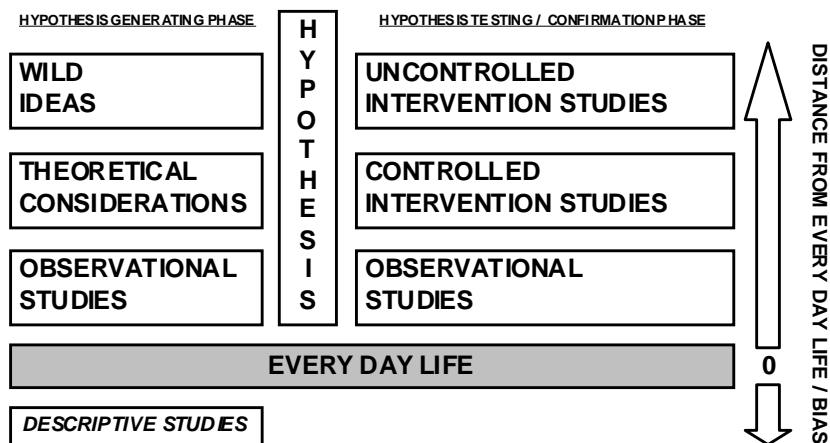 HYPOTHESIS GENERATING PHASE
HYPOTHESIS TESTING / CONFIRMATION PHASE
WILD
IDEAS
THEORETICAL
CONSIDERATIONS
OBSERVATIONAL
STUDIES
HYPOTHESIS
UNCONTROLLED
INTERVENTION STUDIES
CONTROLLED
INTERVENTION STUDIES
OBSERVATIONAL
STUDIES
EVERY DAY LIFE
0
DESCRIPTIVE STUDIES
DISTANCE FROM EVERY DAY LIFE / BIAS